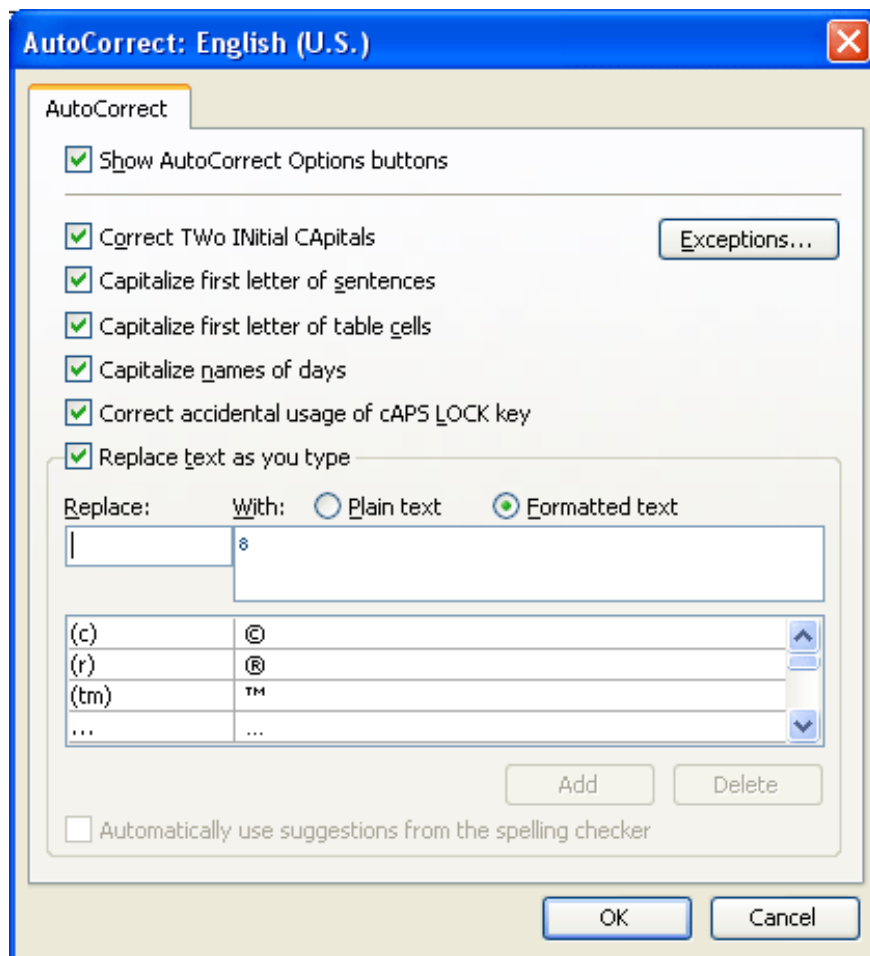 AutoCorrect: English (U.S.)
AutoCorrect
Show AutoCorrect Options buttons
Correct TWo INitial CApitals
Exceptions...
Capitalize first letter of sentences
Capitalize first letter of table cells
Capitalize names of days
Correct accidental usage of cAPS LOCK key
Replace text as you type
Replace: With: Plain text Formatted text
8
(c) ©
(r) ®
(tm) ™
... …
Add Delete
Automatically use suggestions from the spelling checker
OK Cancel